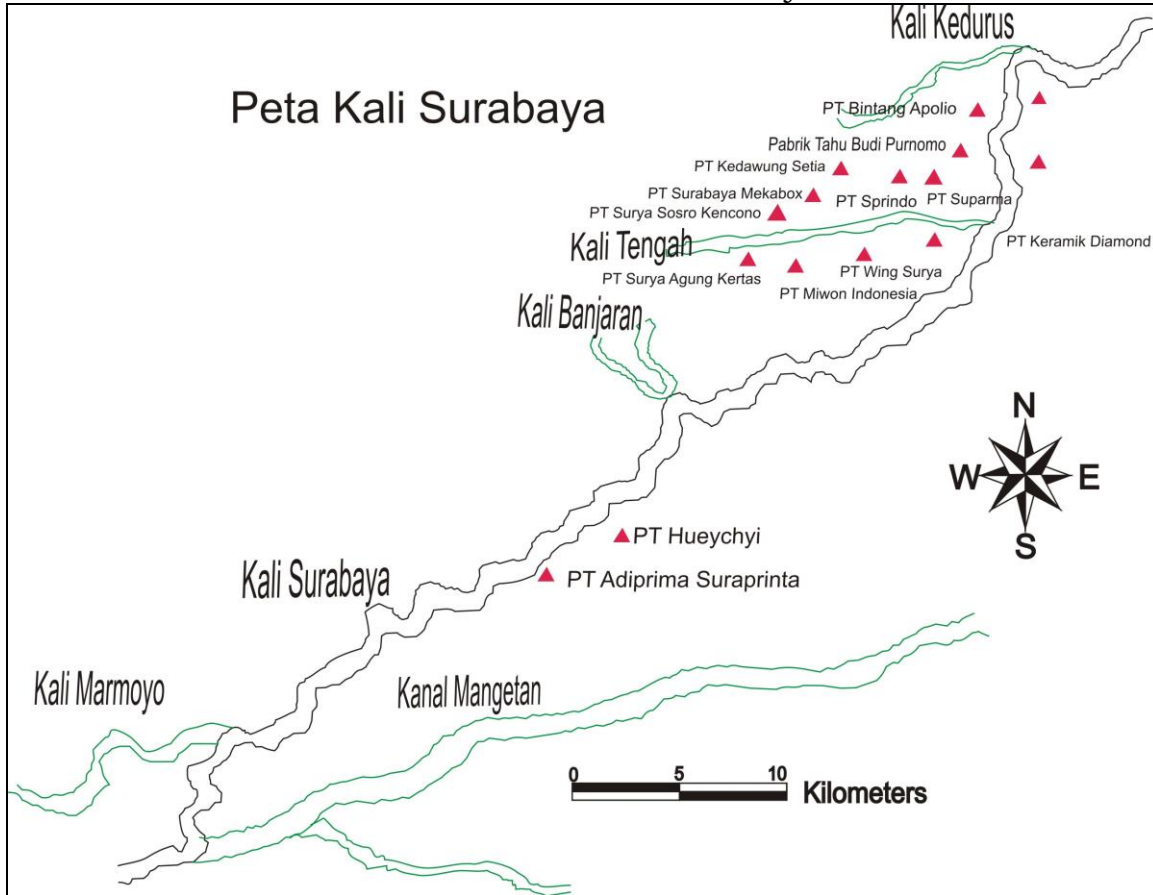 Kali Kedurus
Peta Kali Surabaya
PT Bintang Apolio
Pabrik Tahu Budi Purnomo
PT Kedawung Setia
PT Surabaya Mekabox
PT Sprindo
PT Suparma
PT Surya Sosro Kencono
Kali Tengah
PT Keramik Diamond
PT Wing Surya
PT Surya Agung Kertas
PT Miwon Indonesia
Kali Banjaran
N
W
E
S
PT Hueychyi
PT Adiprima Suraprinta
Kali Surabaya
Kali Marmoyo
Kanal Mangetan
0 5 10
Kilometers